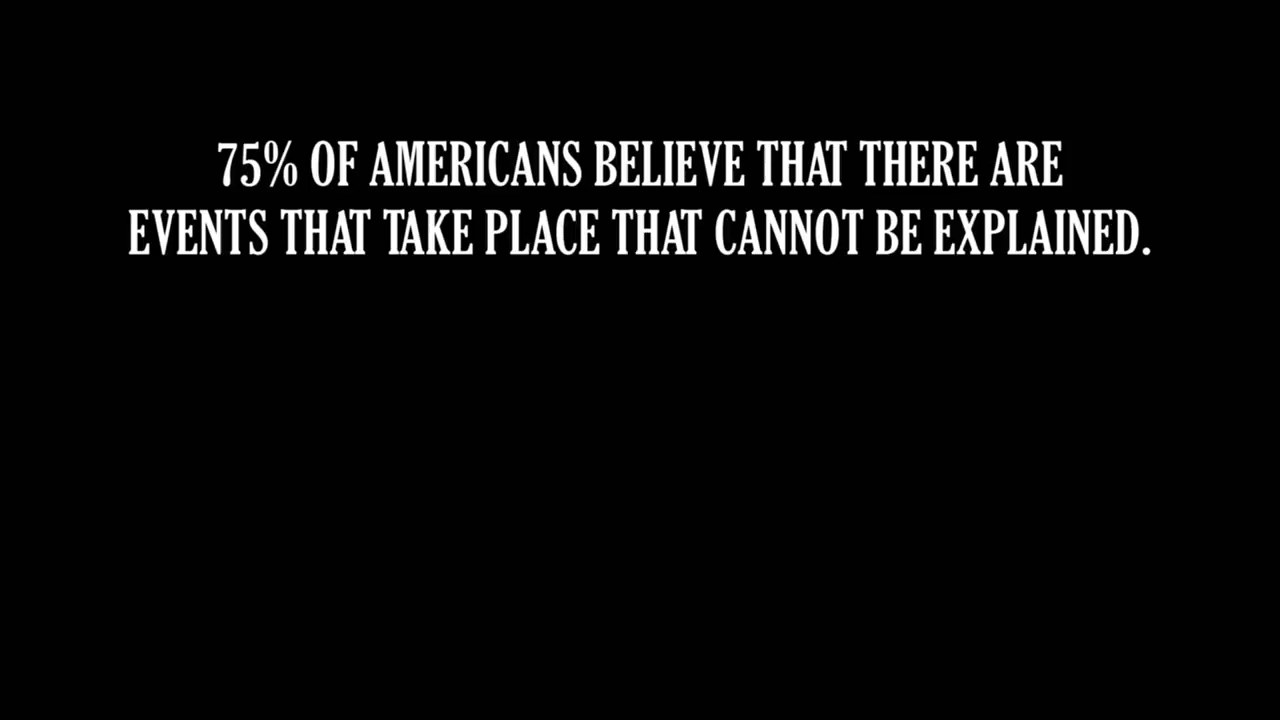 75% OF AMERICANS BELIEVE THAT THERE ARE
EVENTS THAT TAKE PLACE THAT CANNOT BE EXPLAINED.